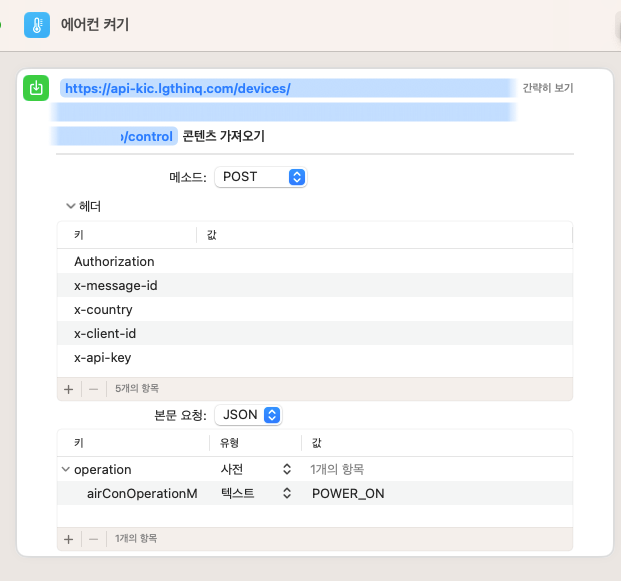 에어컨 켜기
https://api-kic.lgthinq.com/devices/
간략히 보기
/control 콘텐츠 가져오기
메소드: POST
헤더
키 값
Authorization
x-message-id
x-country
x-client-id
x-api-key
+ − 5개의 항목
본문 요청: JSON
키 유형 값
operation 사전 1개의 항목
airConOperationM 텍스트 POWER_ON
+ − 1개의 항목